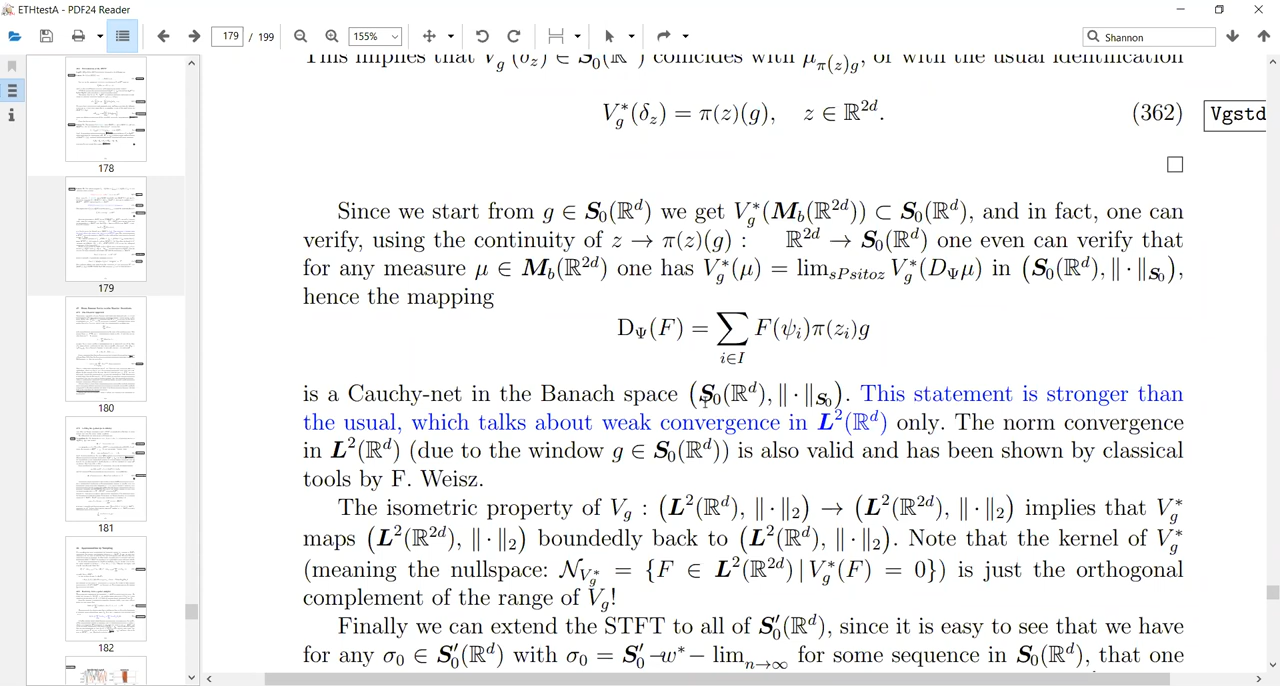 ETHtestA - PDF24 Reader
179 / 199
155%
Shannon
178
179
180
181
182
This implies that V_g^*(δ_z) ∈ S_0(ℝ^d) coincides with μ_{π(z)g}, or with the usual identification
V_g^*(δ_z) = π(z)(g), z ∈ ℝ^{2d}. (362)
Vgstd
□
Since we start from g ∈ S_0(ℝ^d) we get V_g^*(M_b(ℝ^{2d})) ⊂ S_0(ℝ^d), and in fact, one can
verify, using the continuity of z → π(z)(g) : ℝ^{2d} → S_0(ℝ^d) one even can verify that
for any measure μ ∈ M_b(ℝ^{2d}) one has V_g^*(μ) = lim_{sPsitoz} V_g^*(D_Ψμ) in (S_0(ℝ^d), ‖·‖_{S_0}),
hence the mapping
D_Ψ(F) = ∑_{i∈I} F(ψ_i)π(z_i)g
is a Cauchy-net in the Banach space (S_0(ℝ^d), ‖·‖_{S_0}). This statement is stronger than
the usual, which talks about weak convergence in L^2(ℝ^d) only. The norm convergence
in L^2(ℝ^d) (due to the window g ∈ S_0(ℝ^d)) is also valid and has been shown by classical
tools by F. Weisz.
The isometric property of V_g : (L^2(ℝ^d), ‖·‖_2) → (L^2(ℝ^{2d}), ‖·‖_2) implies that V_g^*
maps (L^2(ℝ^{2d}), ‖·‖_2) boundedly back to (L^2(ℝ^d), ‖·‖_2). Note that the kernel of V_g^*
(meaning the nullspace: N_{V_g^*} = {F ∈ L^2(ℝ^{2d}) | V_g^*(F) = 0}) is just the orthogonal
complement of the range of V_g!
Finally we can extend the STFT to all of S_0'(ℝ^d), since it is easy to see that we have
for any σ_0 ∈ S_0'(ℝ^d) with σ_0 = S_0'−w^*− lim_{n→∞} for some sequence in S_0(ℝ^d), that one